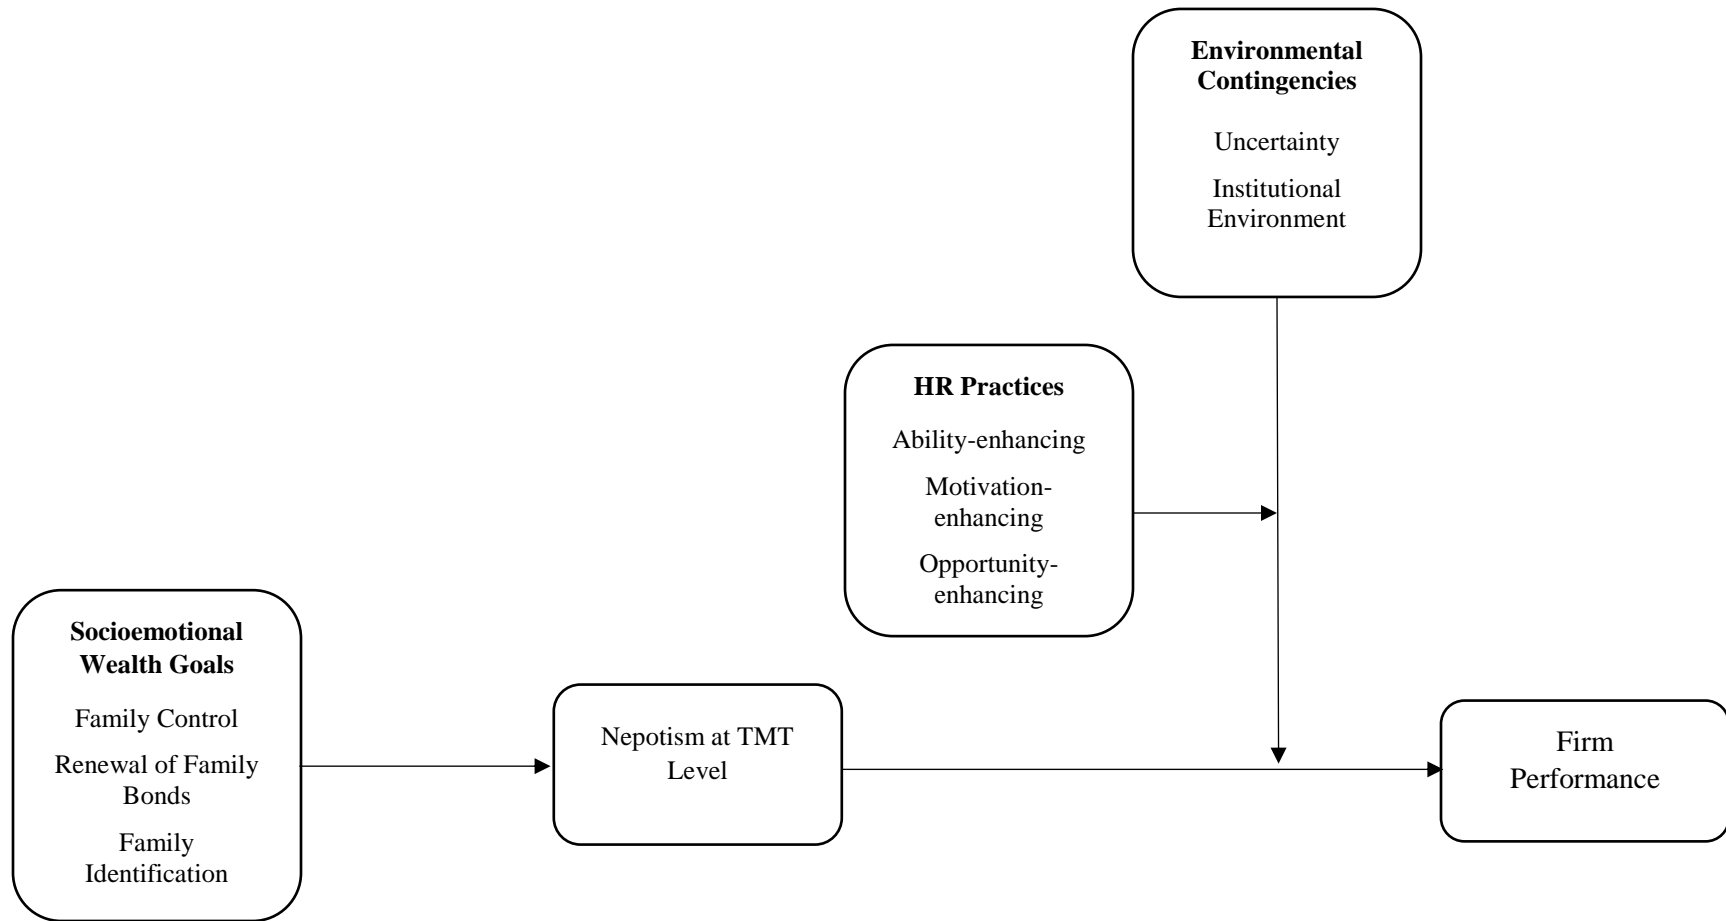 Environmental
Contingencies
Uncertainty
Institutional
Environment
HR Practices
Ability-enhancing
Motivation-
enhancing
Opportunity-
enhancing
Socioemotional
Wealth Goals
Family Control
Renewal of Family
Bonds
Family
Identification
Nepotism at TMT
Level
Firm
Performance